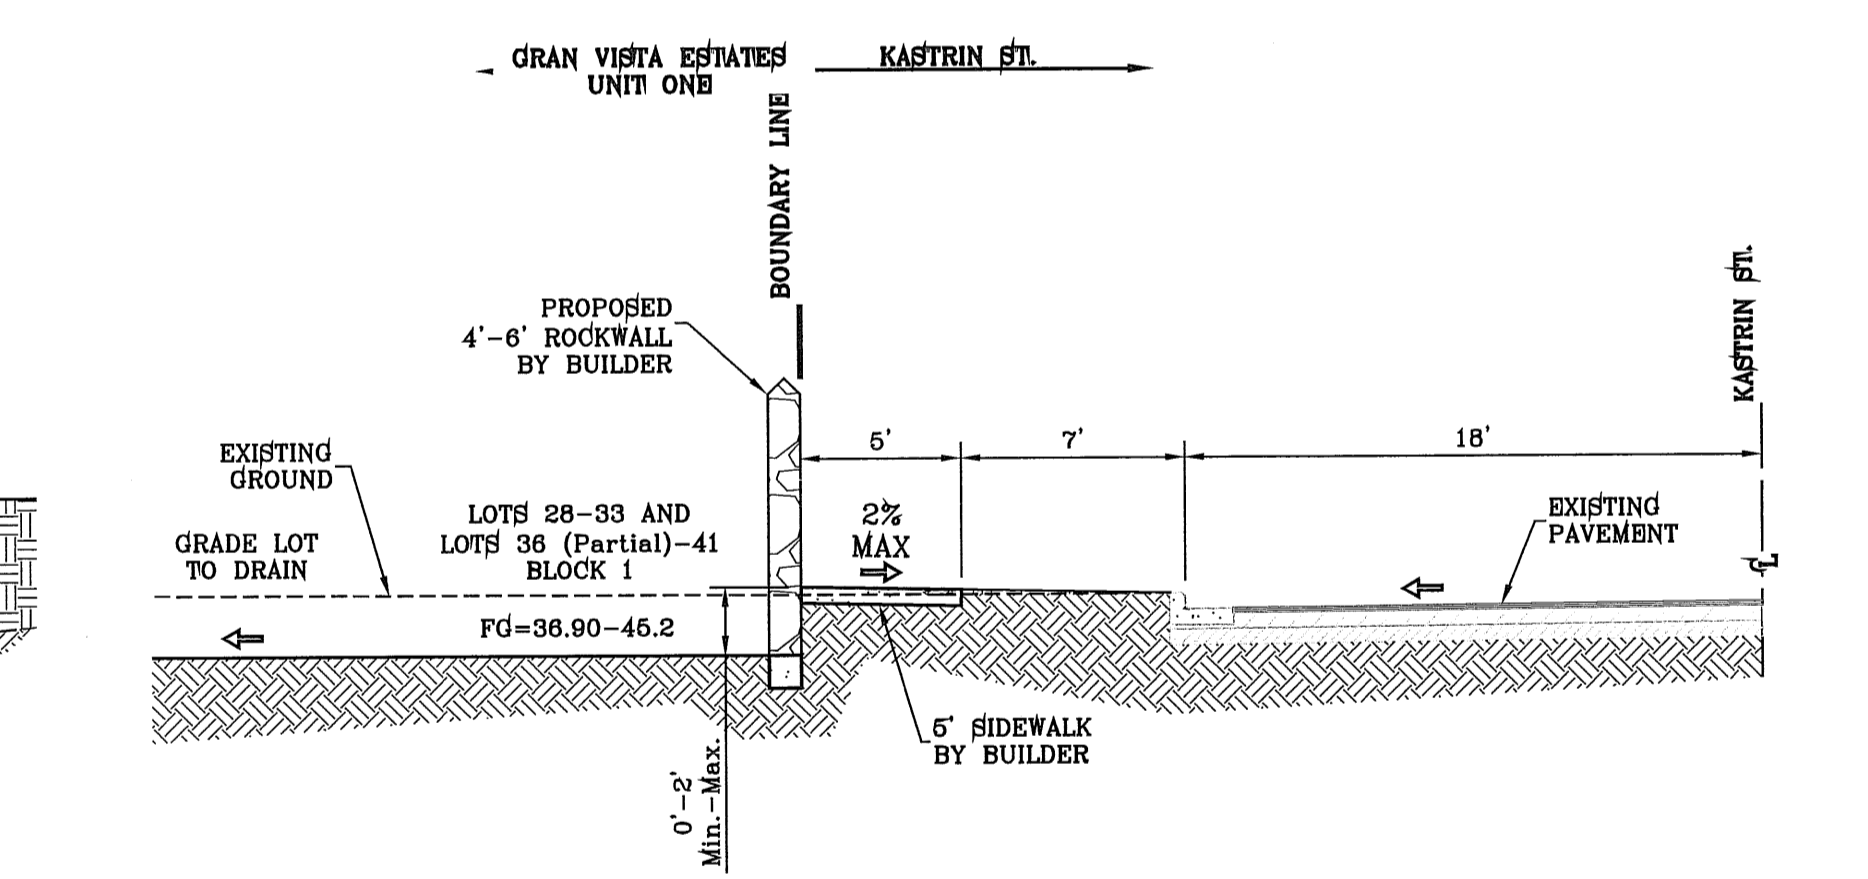 GRAN VISTA ESTATES
UNIT ONE
KASTRIN ST.
BOUNDARY LINE
PROPOSED
4'-6' ROCKWALL
BY BUILDER
KASTRIN ST.
5'
7'
18'
EXISTING
GROUND
GRADE LOT
TO DRAIN
LOTS 28-33 AND
LOTS 36 (Partial)-41
BLOCK 1
2%
MAX
EXISTING
PAVEMENT
CL
FG=36.90-45.2
5' SIDEWALK
BY BUILDER
0'-2'
Min.-Max.